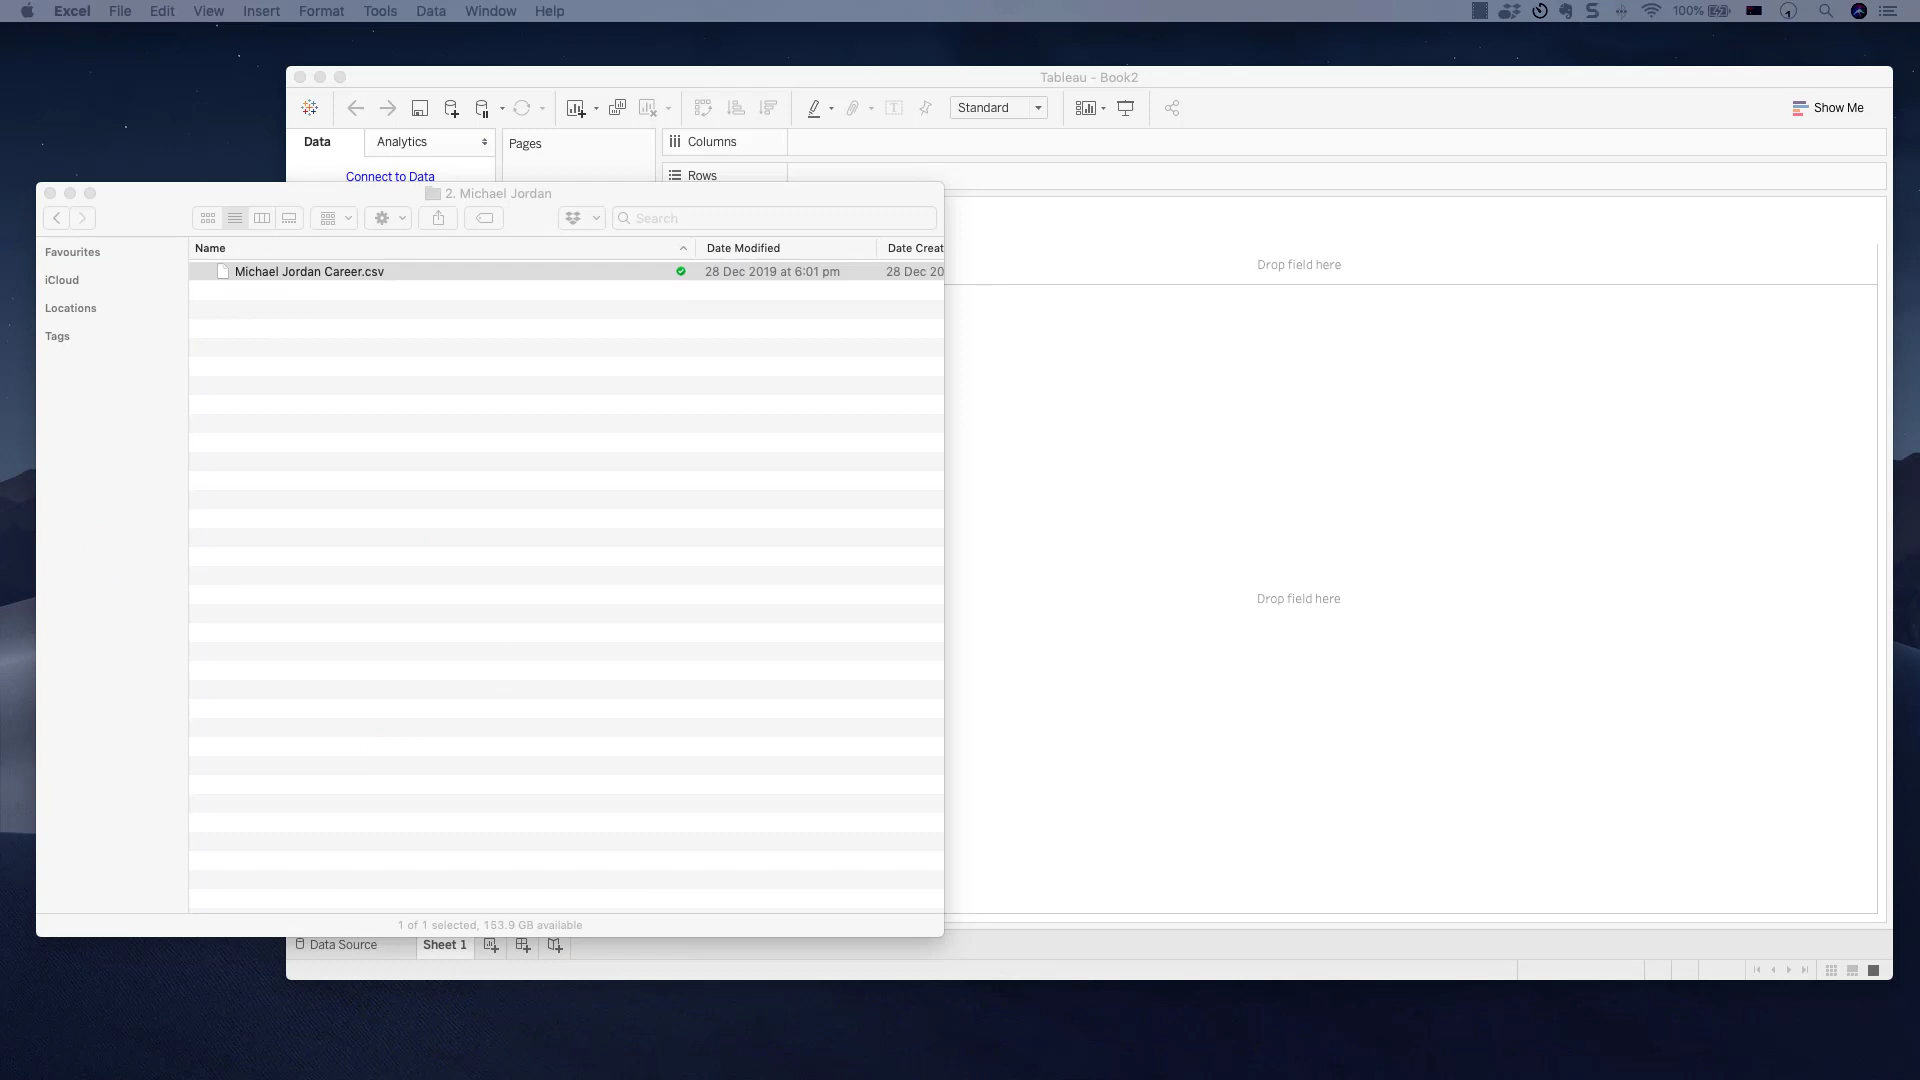 Excel File Edit View Insert Format Tools Data Window Help 100%
Tableau - Book2
Standard
Show Me
Data Analytics Pages Columns
Connect to Data Rows
2. Michael Jordan
Search
Favourites
iCloud
Locations
Tags
Name Date Modified Date Creat
Michael Jordan Career.csv 28 Dec 2019 at 6:01 pm 28 Dec 20
Drop field here
Drop field here
1 of 1 selected, 153.9 GB available
Data Source Sheet 1